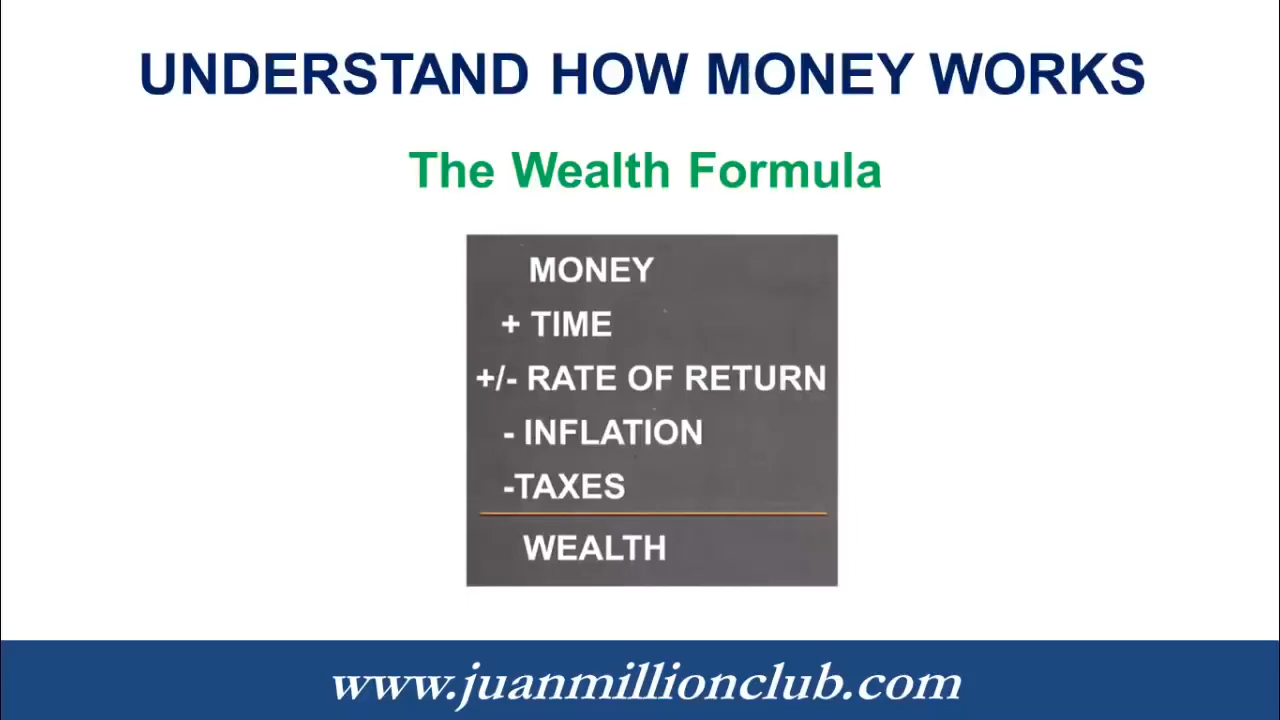 UNDERSTAND HOW MONEY WORKS
The Wealth Formula
MONEY
+ TIME
+/- RATE OF RETURN
- INFLATION
-TAXES
WEALTH
www.juanmillionclub.com